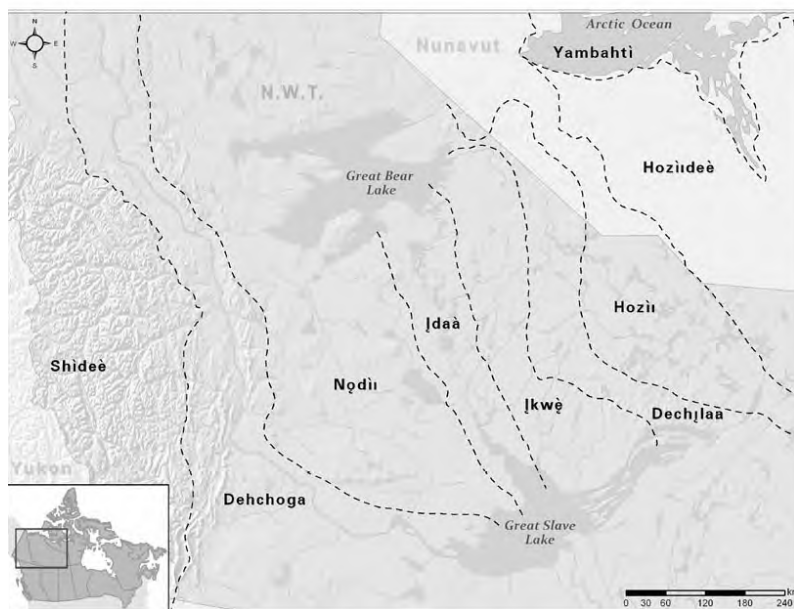 N
W E
S
Arctic Ocean
Nunavut
Yambahtì
N.W.T.
Great Bear
Lake
Hozìıdeè
Įdaà
Hozìı
Shìdeè
Nǫdìı
Įkwę̀
Dechı̨laa
Yukon
Dehchoga
Great Slave
Lake
km
0 30 60 120 180 240